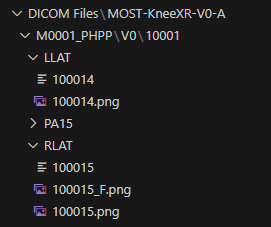 DICOM Files\MOST-KneeXR-V0-A
M0001_PHPP\V0\10001
LLAT
100014
100014.png
PA15
RLAT
100015
100015_F.png
100015.png